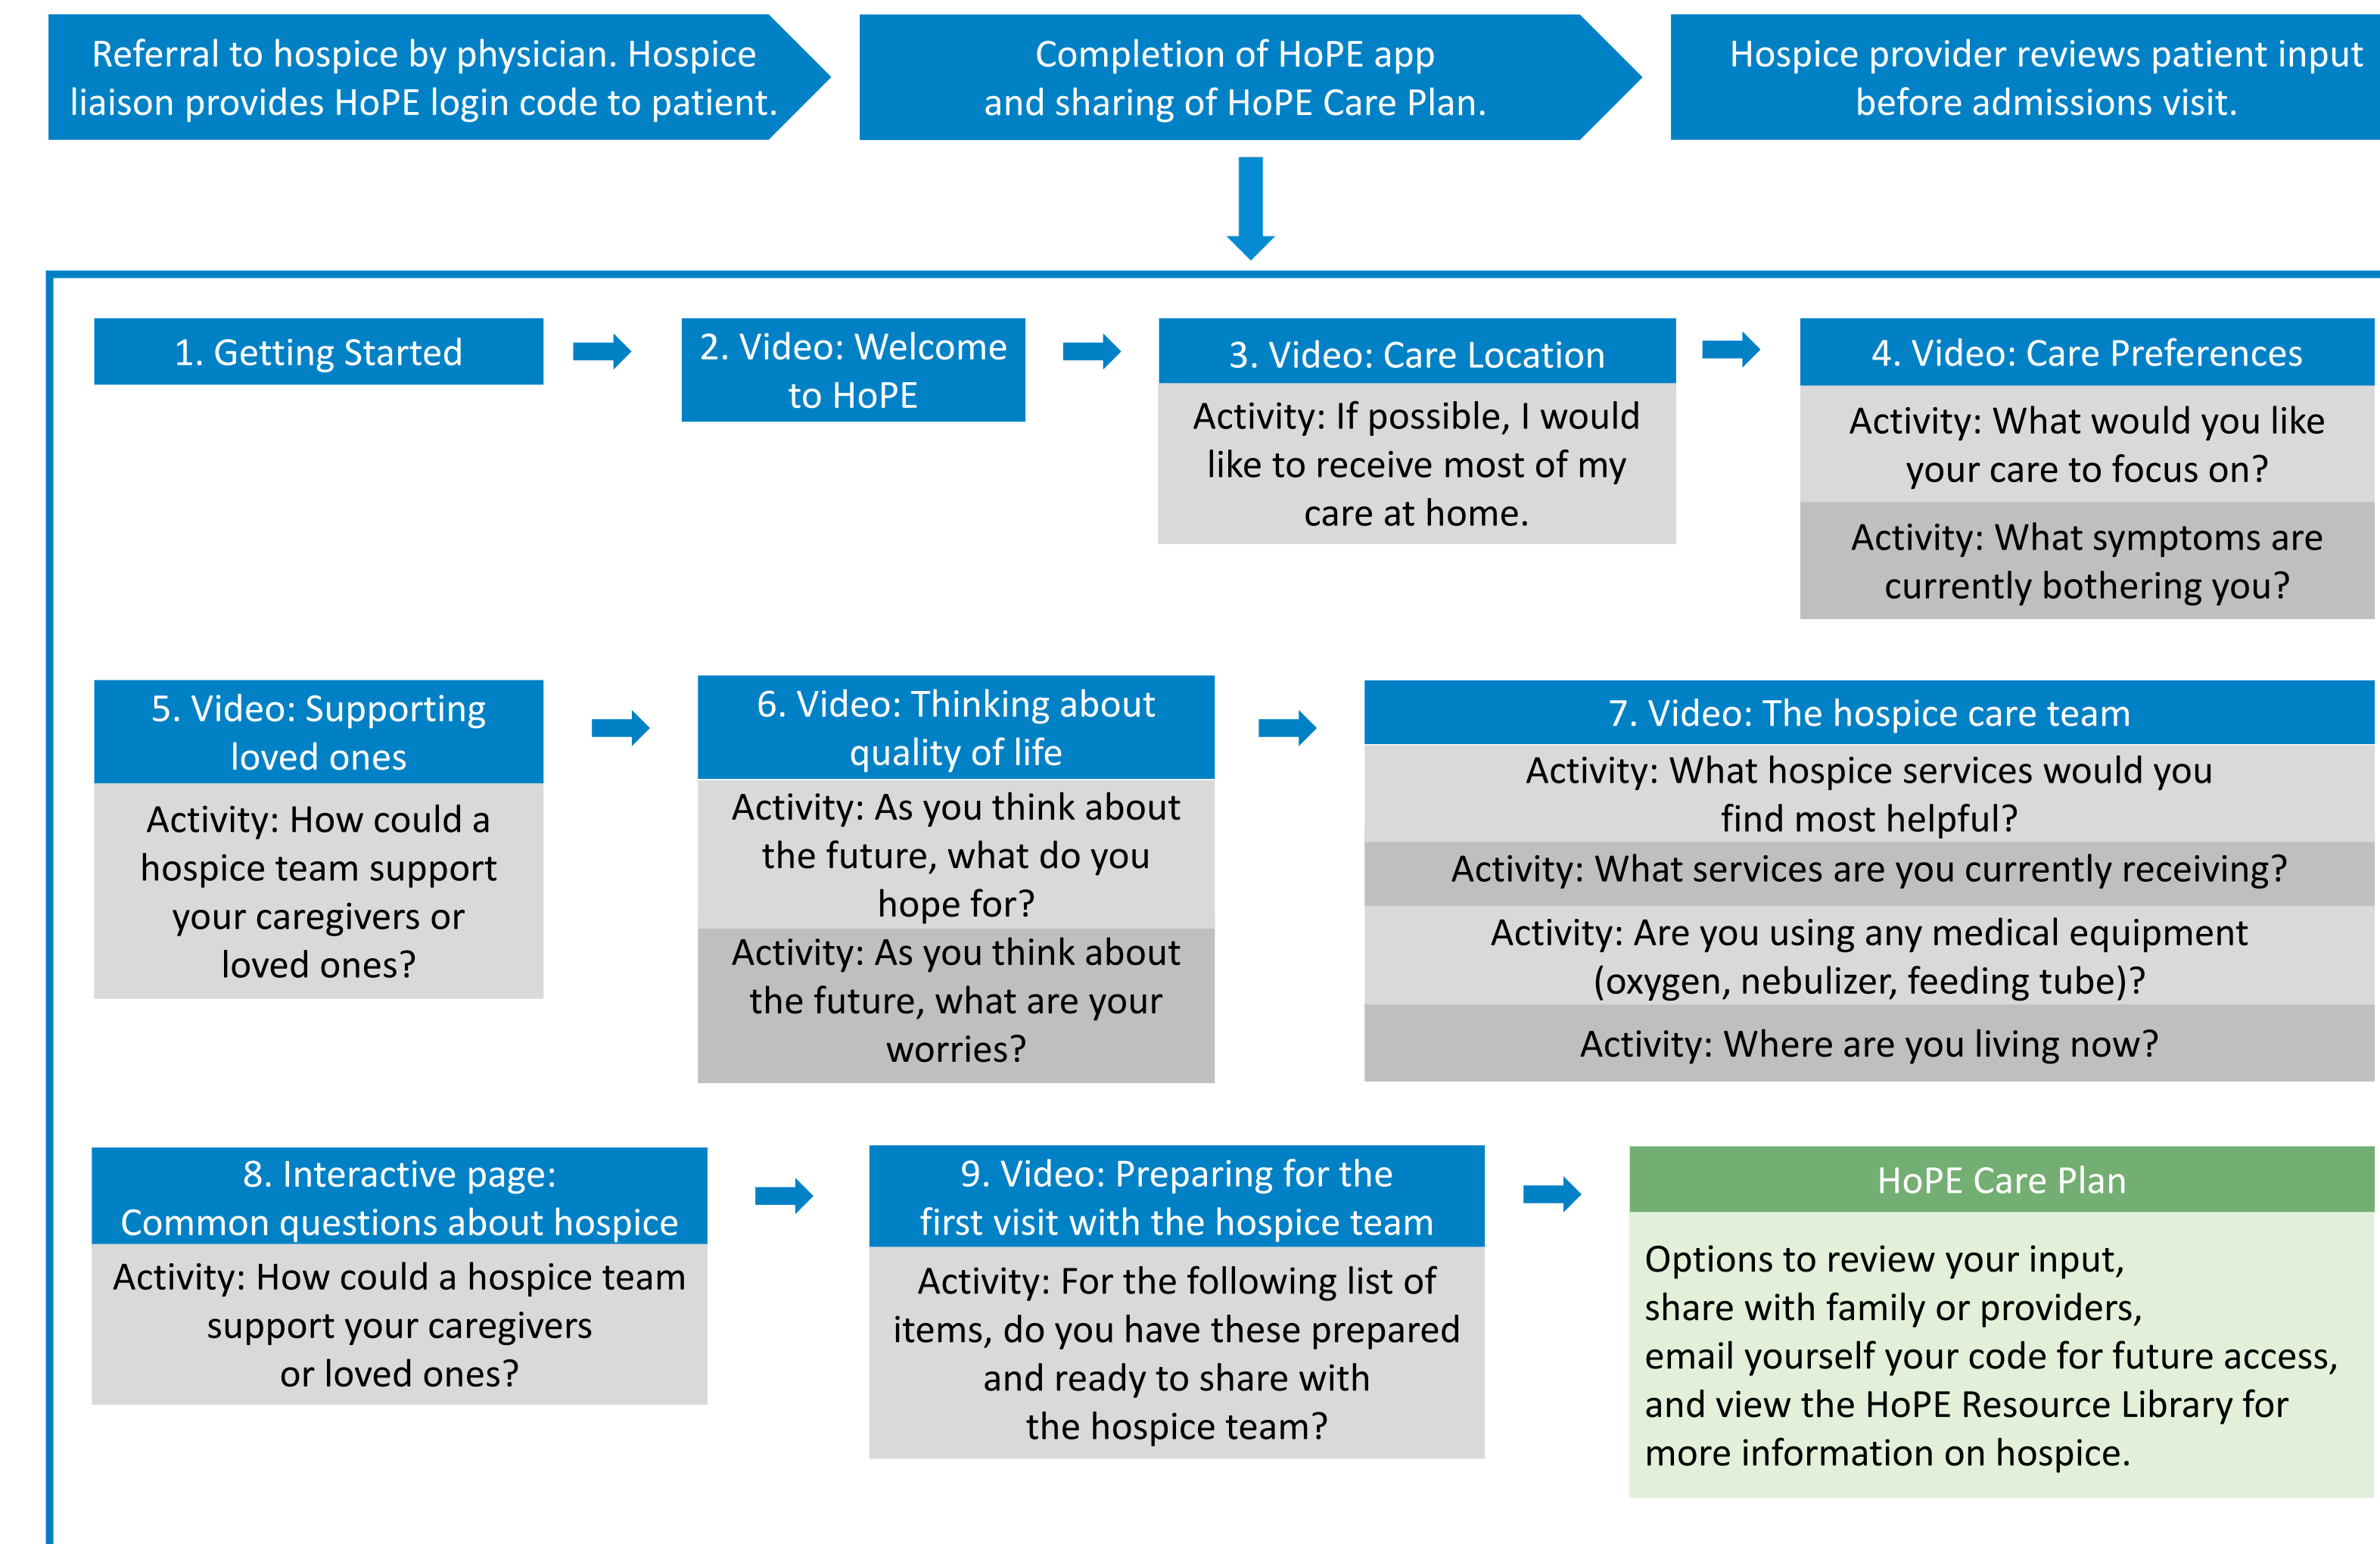 Referral to hospice by physician. Hospice
liaison provides HoPE login code to patient.
Completion of HoPE app
and sharing of HoPE Care Plan.
Hospice provider reviews patient input
before admissions visit.
1. Getting Started
2. Video: Welcome
to HoPE
3. Video: Care Location
Activity: If possible, I would
like to receive most of my
care at home.
4. Video: Care Preferences
Activity: What would you like
your care to focus on?
Activity: What symptoms are
currently bothering you?
5. Video: Supporting
loved ones
Activity: How could a
hospice team support
your caregivers or
loved ones?
6. Video: Thinking about
quality of life
Activity: As you think about
the future, what do you
hope for?
Activity: As you think about
the future, what are your
worries?
7. Video: The hospice care team
Activity: What hospice services would you
find most helpful?
Activity: What services are you currently receiving?
Activity: Are you using any medical equipment
(oxygen, nebulizer, feeding tube)?
Activity: Where are you living now?
8. Interactive page:
Common questions about hospice
Activity: How could a hospice team
support your caregivers
or loved ones?
9. Video: Preparing for the
first visit with the hospice team
Activity: For the following list of
items, do you have these prepared
and ready to share with
the hospice team?
HoPE Care Plan
Options to review your input,
share with family or providers,
email yourself your code for future access,
and view the HoPE Resource Library for
more information on hospice.